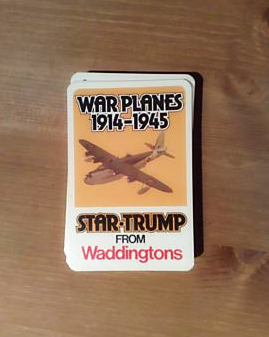 WAR PLANES
1914-1945
STAR·TRUMP
FROM
Waddingtons